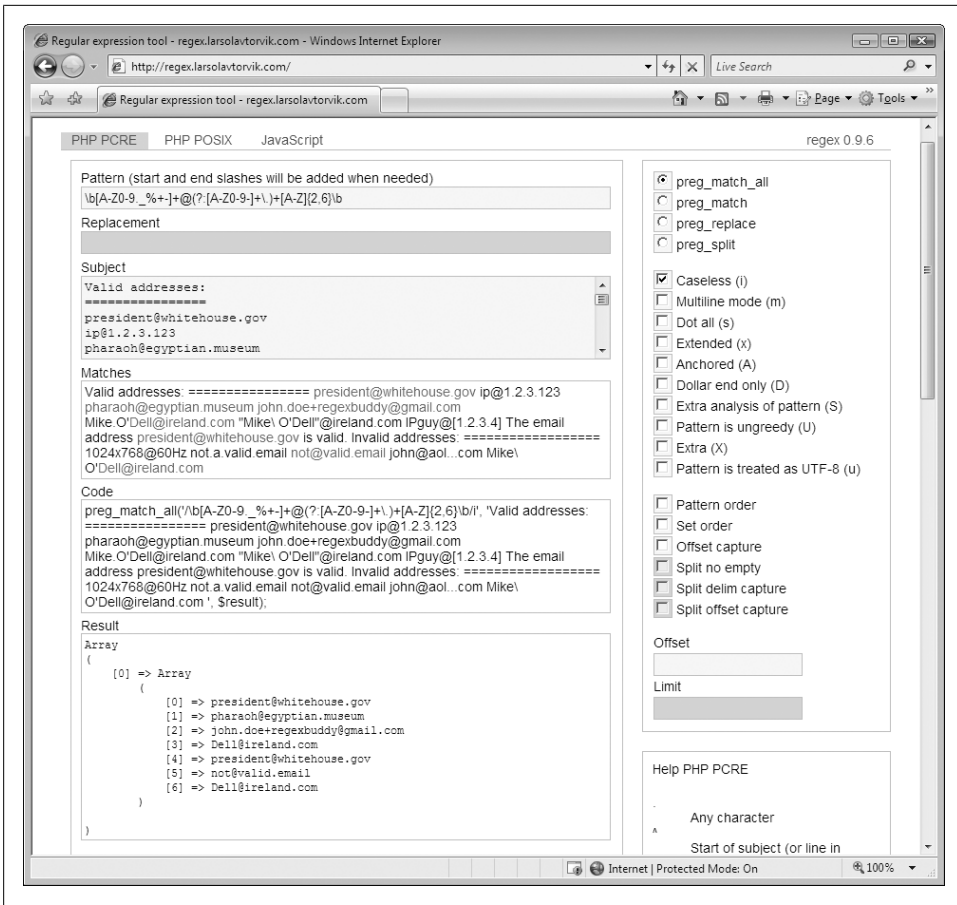 Regular expression tool - regex.larsolavtorvik.com - Windows Internet Explorer
http://regex.larsolavtorvik.com/
Live Search
Regular expression tool - regex.larsolavtorvik.com
Page
Tools
PHP PCRE PHP POSIX JavaScript regex 0.9.6
Pattern (start and end slashes will be added when needed)
\b[A-Z0-9._%+-]+@(?:[A-Z0-9-]+\.)+[A-Z]{2,6}\b
Replacement
Subject
Valid addresses:
================
president@whitehouse.gov
ip@1.2.3.123
pharaoh@egyptian.museum
Matches
Valid addresses: ================ president@whitehouse.gov ip@1.2.3.123
pharaoh@egyptian.museum john.doe+regexbuddy@gmail.com
Mike.O'Dell@ireland.com "Mike\ O'Dell"@ireland.com IPguy@[1.2.3.4] The email
address president@whitehouse.gov is valid. Invalid addresses: ==================
1024x768@60Hz not.a.valid.email not@valid.email john@aol...com Mike\
O'Dell@ireland.com
Code
preg_match_all('/\b[A-Z0-9._%+-]+@(?:[A-Z0-9-]+\.)+[A-Z]{2,6}\b/i', 'Valid addresses:
================ president@whitehouse.gov ip@1.2.3.123
pharaoh@egyptian.museum john.doe+regexbuddy@gmail.com
Mike.O'Dell@ireland.com "Mike\ O'Dell"@ireland.com IPguy@[1.2.3.4] The email
address president@whitehouse.gov is valid. Invalid addresses: ==================
1024x768@60Hz not.a.valid.email not@valid.email john@aol...com Mike\
O'Dell@ireland.com ', $result);
Result
Array
(
[0] => Array
(
[0] => president@whitehouse.gov
[1] => pharaoh@egyptian.museum
[2] => john.doe+regexbuddy@gmail.com
[3] => Dell@ireland.com
[4] => president@whitehouse.gov
[5] => not@valid.email
[6] => Dell@ireland.com
)
)
preg_match_all
preg_match
preg_replace
preg_split
Caseless (i)
Multiline mode (m)
Dot all (s)
Extended (x)
Anchored (A)
Dollar end only (D)
Extra analysis of pattern (S)
Pattern is ungreedy (U)
Extra (X)
Pattern is treated as UTF-8 (u)
Pattern order
Set order
Offset capture
Split no empty
Split delim capture
Split offset capture
Offset
Limit
Help PHP PCRE
.
Any character
^
Start of subject (or line in
Internet | Protected Mode: On 100%